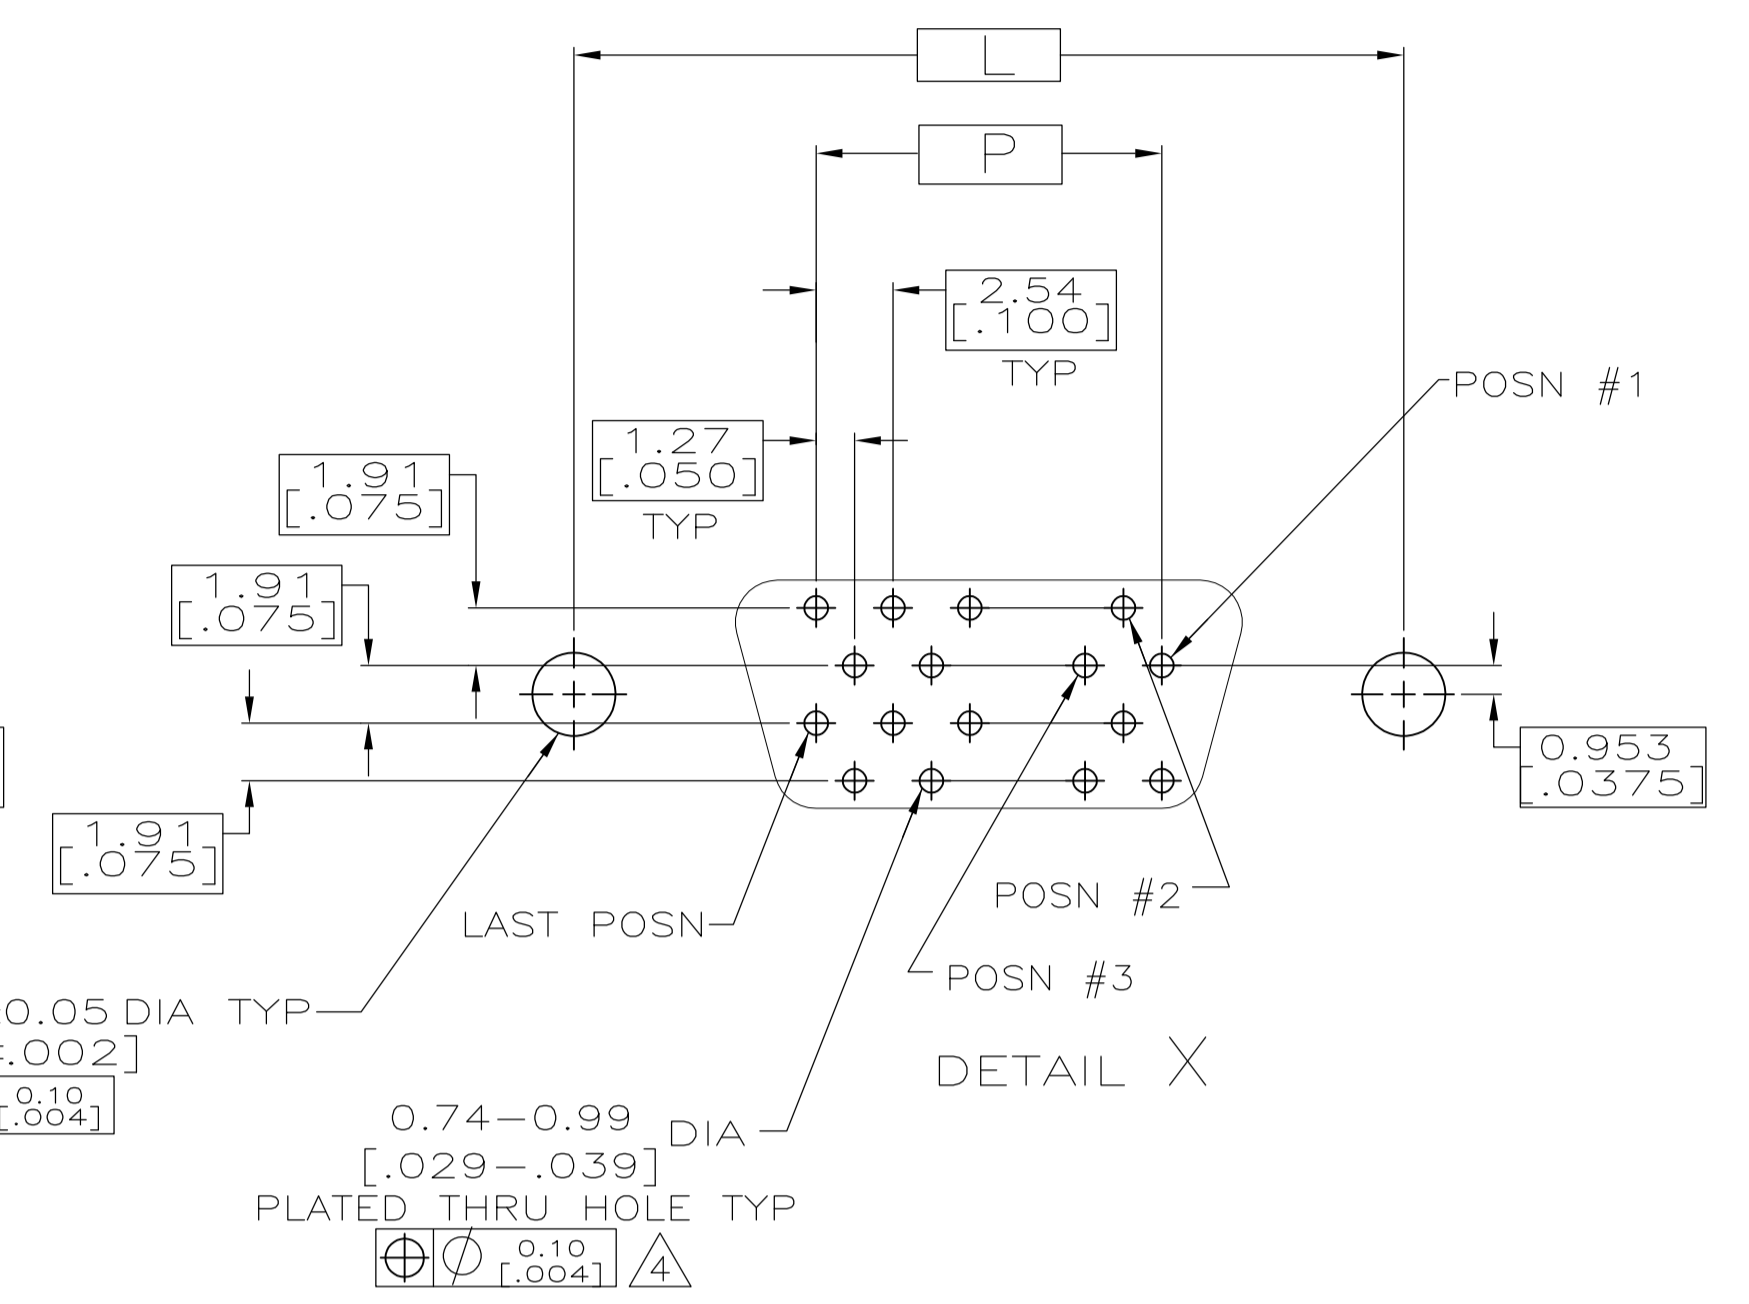 L
P
2.54
[.100]
TYP
POSN #1
1.27
[.050]
TYP
1.91
[.075]
1.91
[.075]
0.953
[.0375]
1.91
[.075]
POSN #2
LAST POSN
POSN #3
0.05 DIA TYP
.002]
0.10
[.004]
DETAIL X
0.74-0.99 DIA
[.029-.039]
PLATED THRU HOLE TYP
⌖ ⌀ 0.10
[.004]
4